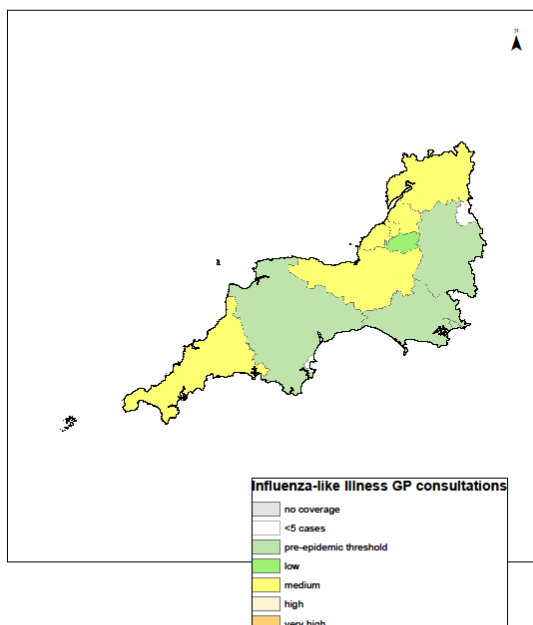 N
Influenza-like Illness GP consultations
no coverage
<5 cases
pre-epidemic threshold
low
medium
high
very high